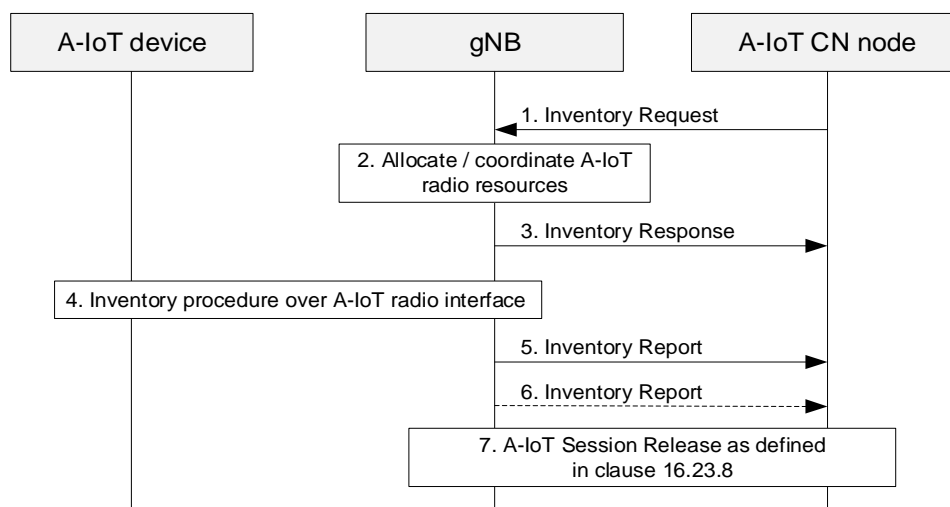 A-IoT device
gNB
A-IoT CN node
1. Inventory Request
2. Allocate / coordinate A-IoT
radio resources
3. Inventory Response
4. Inventory procedure over A-IoT radio interface
5. Inventory Report
6. Inventory Report
7. A-IoT Session Release as defined
in clause 16.23.8